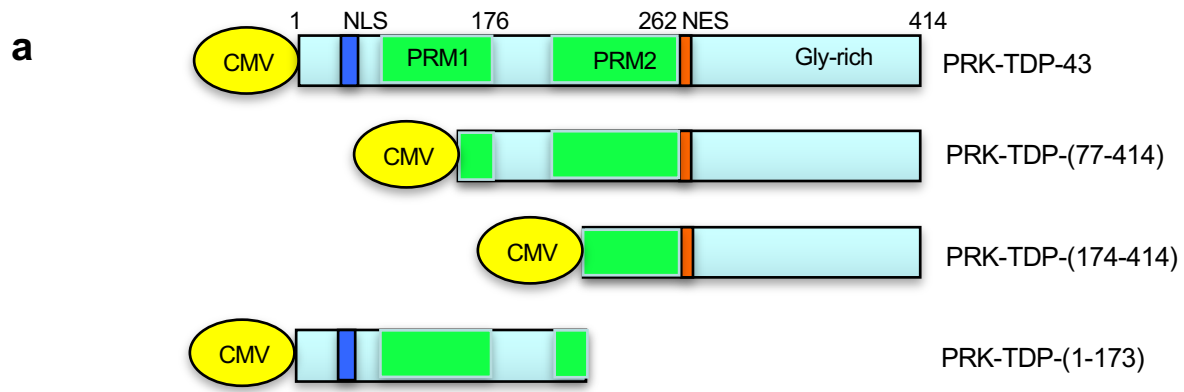 1 NLS 176 262 NES 414
a
CMV PRM1 PRM2 Gly-rich PRK-TDP-43
CMV PRK-TDP-(77-414)
CMV PRK-TDP-(174-414)
CMV PRK-TDP-(1-173)